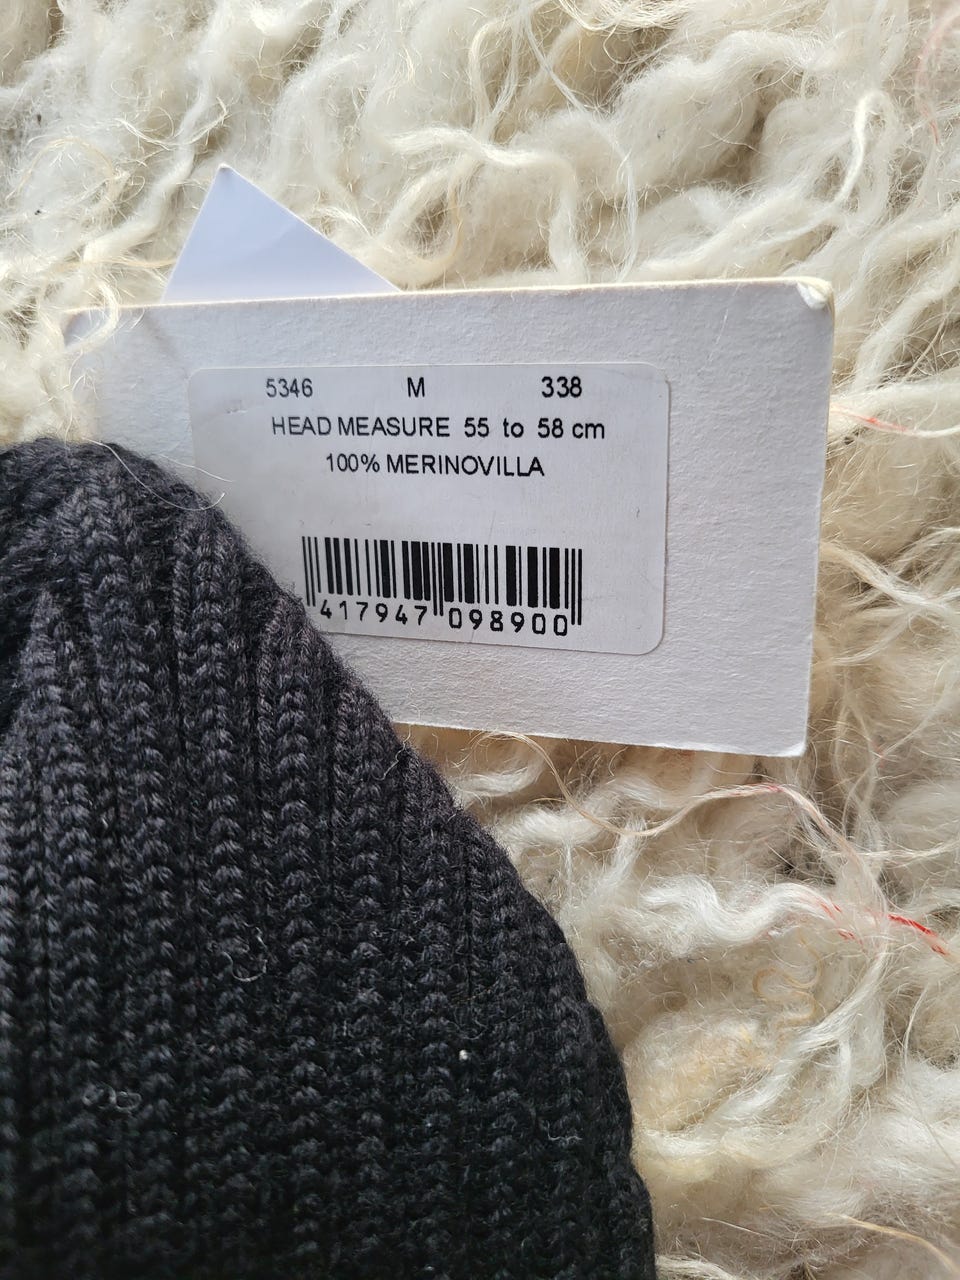 5346 M 338
HEAD MEASURE 55 to 58 cm
100% MERINOVILLA
417947 098900